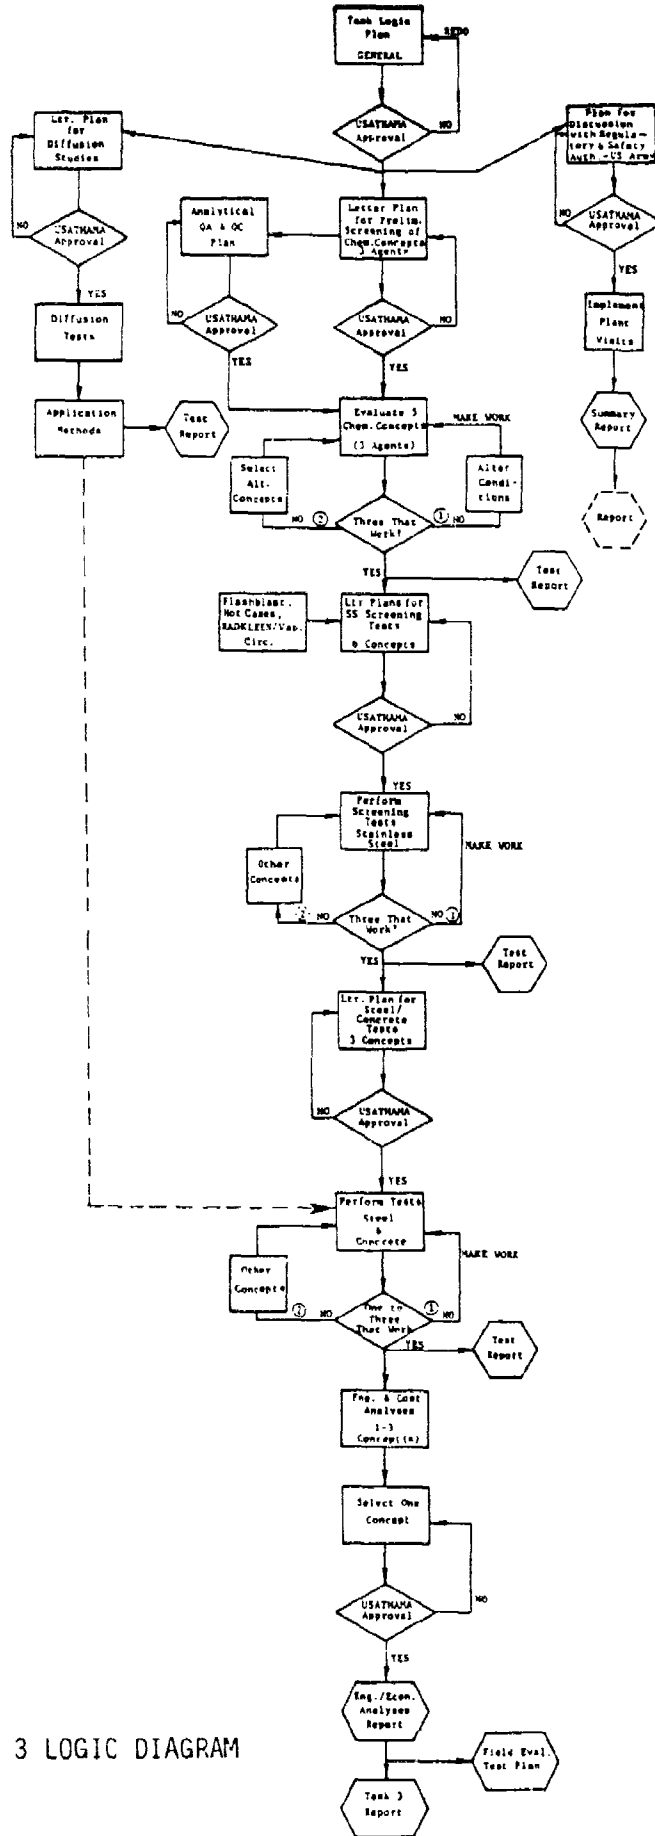 Task Logic
Plan
GENERAL
REDO
USATHAMA
Approval
NO
Ltr. Plan
for
Diffusion
Studies
NO
USATHAMA
Approval
YES
Diffusion
Tests
Application
Methods
Test
Report
Analytical
QA & QC
Plan
NO
USATHAMA
Approval
YES
Letter Plan
for Prelim.
Screening of
Chem. Concepts
3 Agents
USATHAMA
Approval
NO
YES
Plan for
Discussion
with Regula-
tory & Safety
Auth.-US Army
NO
USATHAMA
Approval
YES
Implement
Plant
Visits
Summary
Report
Report
Evaluate 5
Chem. Concepts
(3 Agents)
MAKE WORK
Select
Alt.
Concepts
Alter
Condi-
tions
NO ②
Three That
Work?
① NO
YES
Test
Report
Flashblast,
Hot Gases,
RADKLEEN/Vap.
Circ.
Ltr Plans for
SS Screening
Tests
6 Concepts
USATHAMA
Approval
NO
YES
Perform
Screening
Tests
Stainless
Steel
MAKE WORK
Other
Concepts
② NO
Three That
Work?
NO ①
YES
Test
Report
Ltr. Plan for
Steel/
Concrete
Tests
3 Concepts
NO
USATHAMA
Approval
YES
Perform Tests
Steel
&
Concrete
MAKE WORK
Other
Concepts
② NO
One to
Three
That Work
① NO
YES
Test
Report
Eng. & Cost
Analyses
1-3
Concept(s)
Select One
Concept
USATHAMA
Approval
NO
YES
Eng./Econ.
Analyses
Report
Field Eval.
Test Plan
Task 3
Report
3 LOGIC DIAGRAM